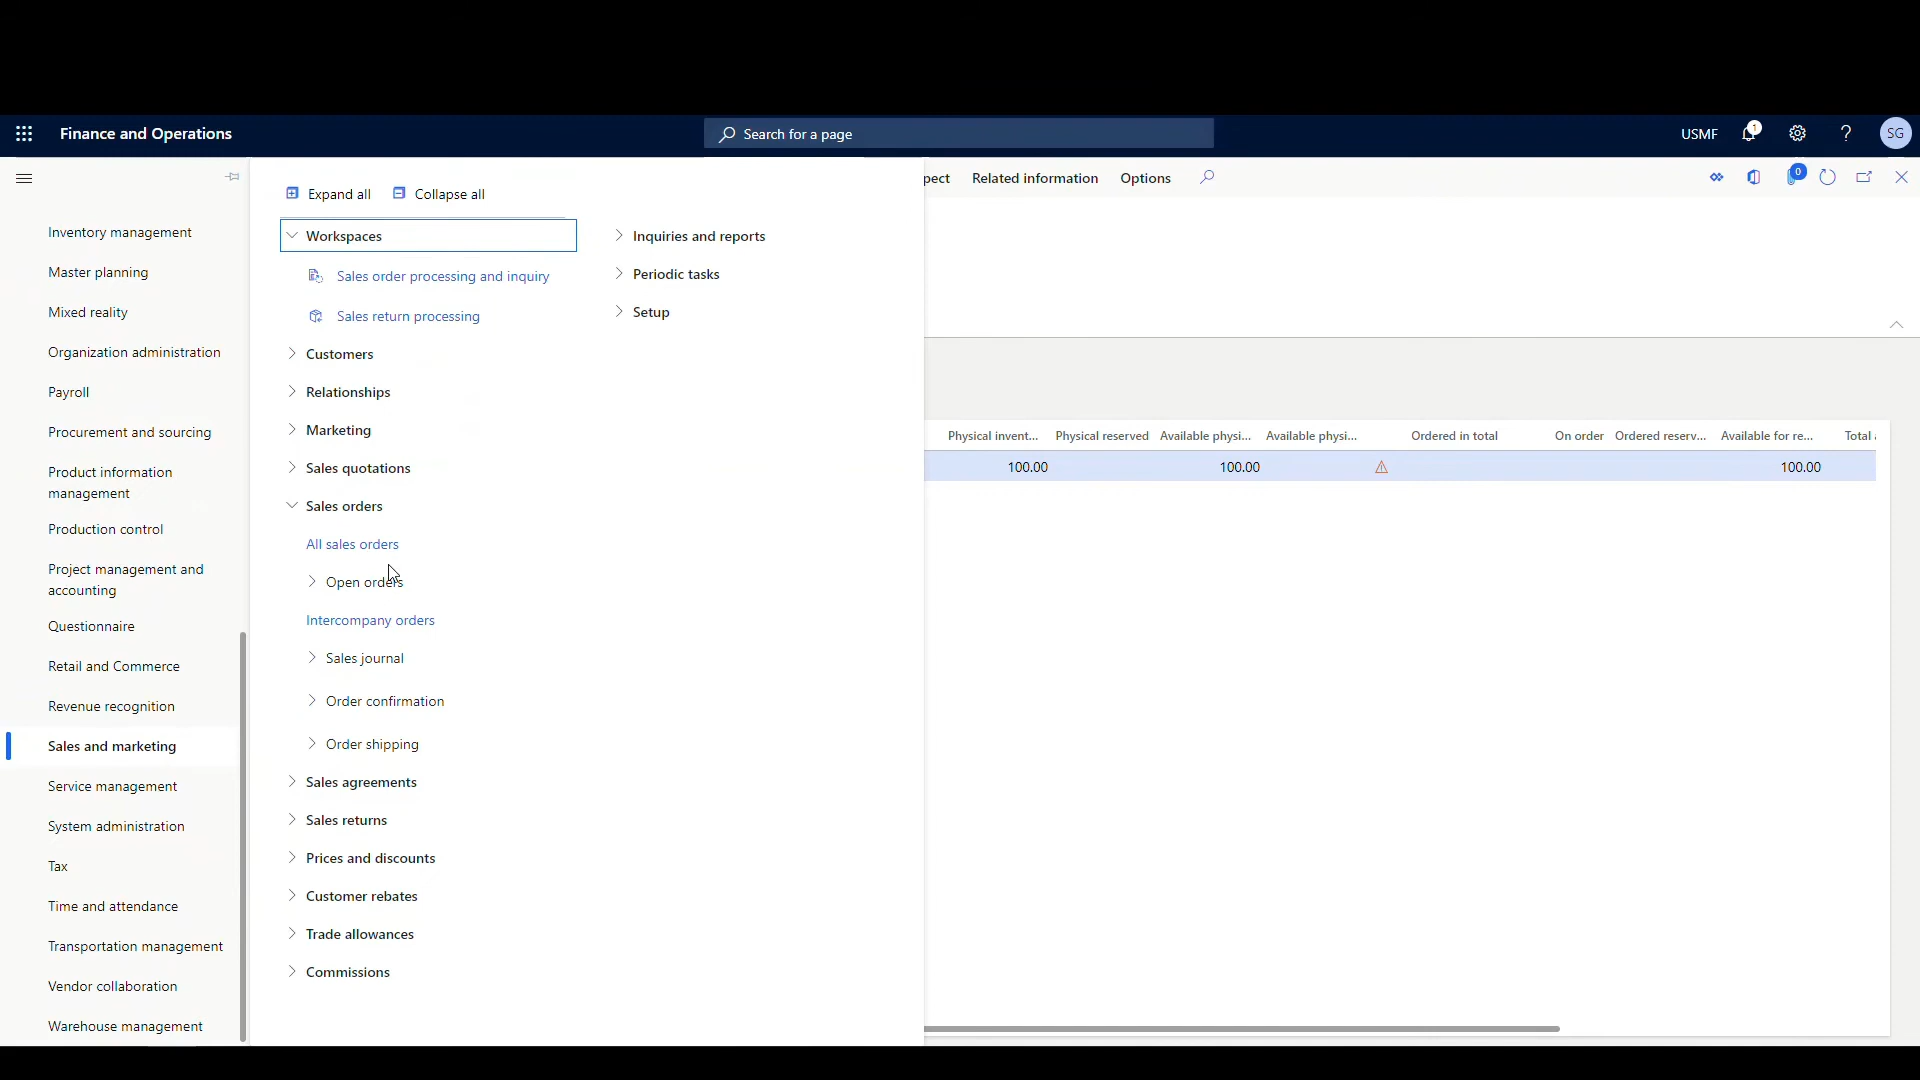 Finance and Operations
Search for a page
USMF
1
?
SG
pect
Related information
Options
0
Inventory management
Master planning
Mixed reality
Organization administration
Payroll
Procurement and sourcing
Product information
management
Production control
Project management and
accounting
Questionnaire
Retail and Commerce
Revenue recognition
Sales and marketing
Service management
System administration
Tax
Time and attendance
Transportation management
Vendor collaboration
Warehouse management
Expand all
Collapse all
Workspaces
Sales order processing and inquiry
Sales return processing
Customers
Relationships
Marketing
Sales quotations
Sales orders
All sales orders
Open orders
Intercompany orders
Sales journal
Order confirmation
Order shipping
Sales agreements
Sales returns
Prices and discounts
Customer rebates
Trade allowances
Commissions
Inquiries and reports
Periodic tasks
Setup
Physical invent... Physical reserved Available physi... Available physi... Ordered in total On order Ordered reserv... Available for re... Total
100.00 100.00 100.00